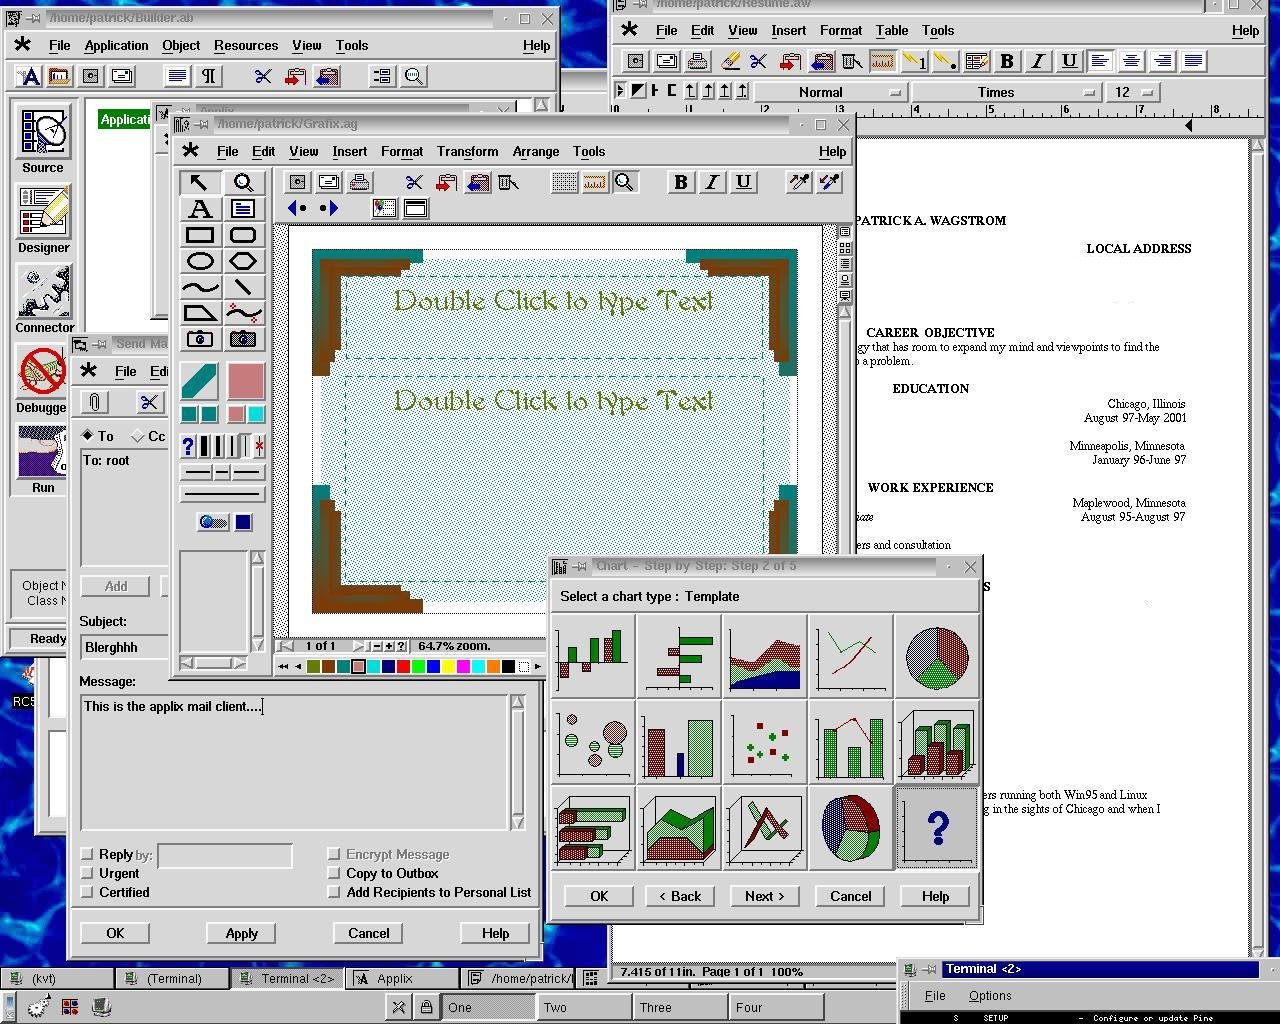 /home/patrick/Builder.ab
File Application Object Resources View Tools Help
Source
Designer
Connector
Debugge
Run
Applicati
Object N
Class N
Ready
Applix
/home/patrick/Resume.aw
File Edit View Insert Format Table Tools Help
B I U
Normal Times 12
0 1 2 3 4 5 6 7 8
PATRICK A. WAGSTROM
LOCAL ADDRESS
CAREER OBJECTIVE
gy that has room to expand my mind and viewpoints to find the
o a problem.
EDUCATION
Chicago, Illinois
August 97-May 2001
Minneapolis, Minnesota
January 96-June 97
WORK EXPERIENCE
Maplewood, Minnesota
iate August 95-August 97
ers and consultation
S
ers running both Win95 and Linux
g in the sights of Chicago and when I
7.415 of 11in. Page 1 of 1 100%
/home/patrick/Grafix.ag
File Edit View Insert Format Transform Arrange Tools Help
B I U
A
Double Click to type Text
Double Click to type Text
1 of 1 64.7% zoom.
Send Ma
File Edi
To Cc
To: root
Add
Subject:
Blerghhh
Message:
This is the applix mail client....
Reply by: Encrypt Message
Urgent Copy to Outbox
Certified Add Recipients to Personal List
OK Apply Cancel Help
Chart - Step by Step: Step 2 of 5
Select a chart type : Template
?
OK < Back Next > Cancel Help
RC5
(kvt) (Terminal) Terminal <2> Applix /home/patrick/
One Two Three Four
Terminal <2>
File Options
S SETUP - Configure or update Pine